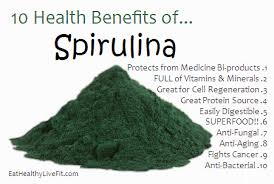 10 Health Benefits of...
Spirulina
Protects from Medicine Bi-products .1
FULL of Vitamins & Minerals .2
Great for Cell Regeneration .3
Great Protein Source .4
Easily Digestible .5
SUPERFOOD!! .6
Anti-Fungal .7
Anti-Aging .8
Fights Cancer .9
Anti-Bacterial .10
EatHealthyLiveFit.com